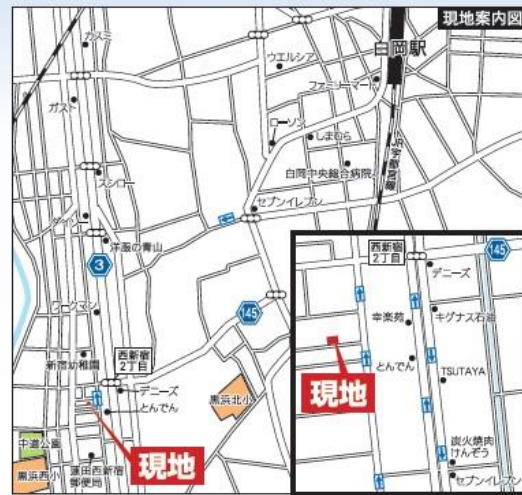 現地案内図
白岡駅
ガスミ
ウエルシア
ファミリーマート
ガスト
ローソン
しまむら
JR宇都宮線
白岡中央総合病院
スシロー
セブンイレブン
洋服の青山
3
ワークマン
145
西新宿
2丁目
新宿幼稚園
デニーズ
とんでん
黒浜北小
現地
中道公園
黒浜西小
蓮田西新宿
郵便局
西新宿
2丁目
145
デニーズ
キグナス石油
幸楽苑
とんでん
TSUTAYA
現地
炭火焼肉
けんぞう
セブンイレブン